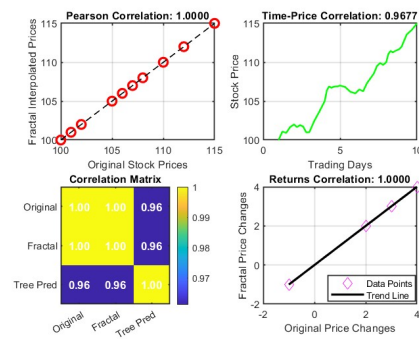 Pearson Correlation: 1.0000
Fractal Interpolated Prices
115
110
105
100
100
105
110
115
Original Stock Prices
Time-Price Correlation: 0.9677
Stock Price
115
110
105
100
0
5
10
Trading Days
Correlation Matrix
Original
1.00 1.00 0.96
Fractal
1.00 1.00 0.96
Tree Pred
0.96 0.96 1.00
Original
Fractal
Tree Pred
1
0.99
0.98
0.97
Returns Correlation: 1.0000
Fractal Price Changes
4
2
0
-2
-2
0
2
4
Original Price Changes
Data Points
Trend Line